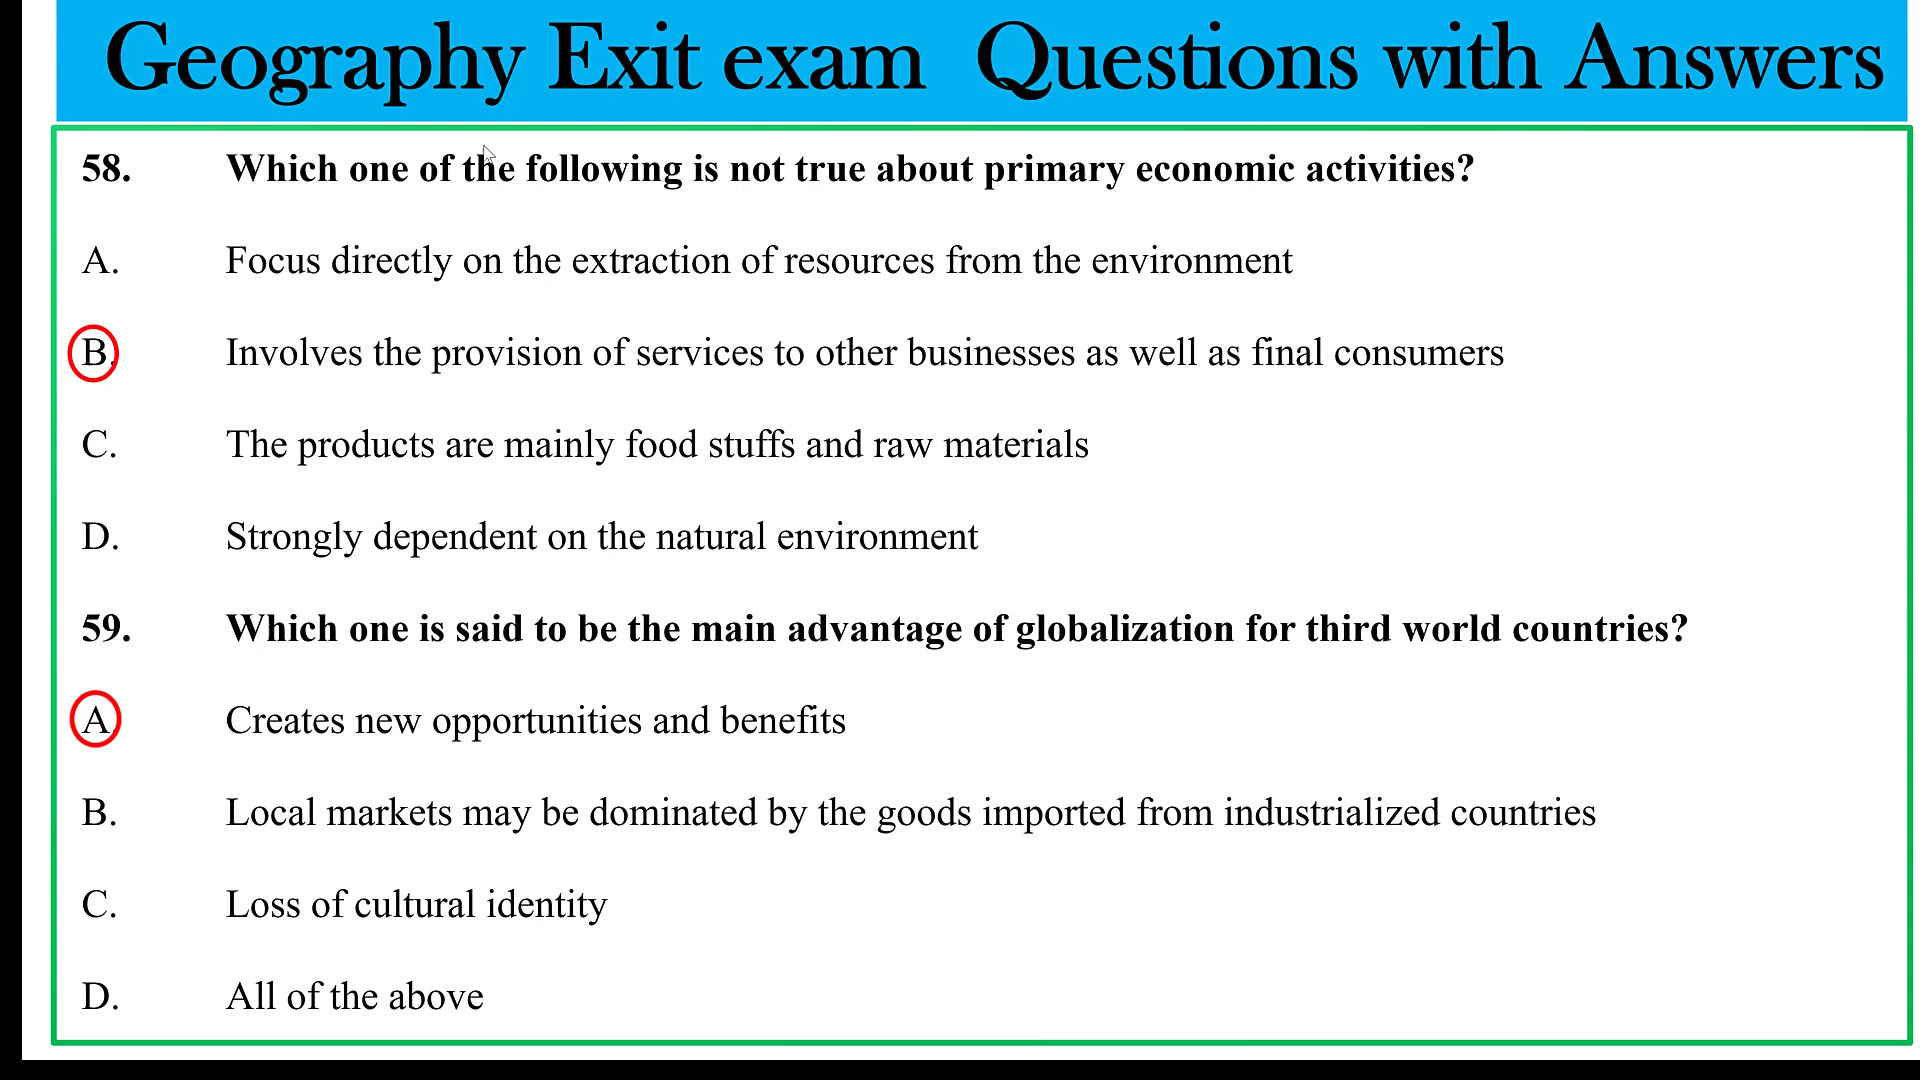 Geography Exit exam Questions with Answers
58. Which one of the following is not true about primary economic activities?
A. Focus directly on the extraction of resources from the environment
B. Involves the provision of services to other businesses as well as final consumers
C. The products are mainly food stuffs and raw materials
D. Strongly dependent on the natural environment
59. Which one is said to be the main advantage of globalization for third world countries?
A. Creates new opportunities and benefits
B. Local markets may be dominated by the goods imported from industrialized countries
C. Loss of cultural identity
D. All of the above